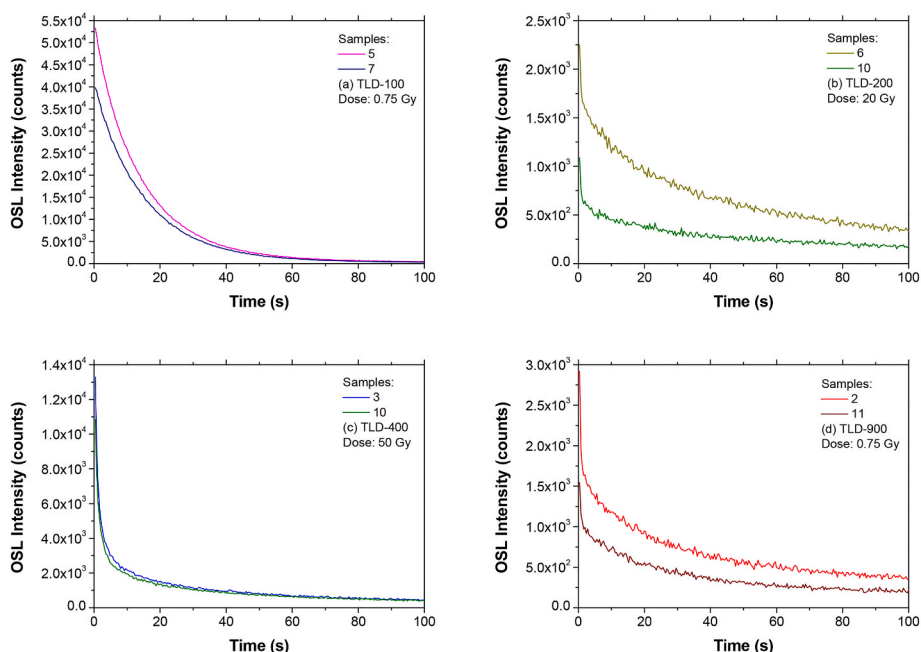 5.5x10⁴
5.0x10⁴
4.5x10⁴
4.0x10⁴
3.5x10⁴
3.0x10⁴
2.5x10⁴
2.0x10⁴
1.5x10⁴
1.0x10⁴
5.0x10³
0.0
OSL Intensity (counts)
Samples:
5
7
(a) TLD-100
Dose: 0.75 Gy
0 20 40 60 80 100
Time (s)
2.5x10³
2.0x10³
1.5x10³
1.0x10³
5.0x10²
0.0
OSL Intensity (counts)
Samples:
6
10
(b) TLD-200
Dose: 20 Gy
0 20 40 60 80 100
Time (s)
1.4x10⁴
1.2x10⁴
1.0x10⁴
8.0x10³
6.0x10³
4.0x10³
2.0x10³
0.0
OSL Intensity (counts)
Samples:
3
10
(c) TLD-400
Dose: 50 Gy
0 20 40 60 80 100
Time (s)
3.0x10³
2.5x10³
2.0x10³
1.5x10³
1.0x10³
5.0x10²
0.0
OSL Intensity (counts)
Samples:
2
11
(d) TLD-900
Dose: 0.75 Gy
0 20 40 60 80 100
Time (s)